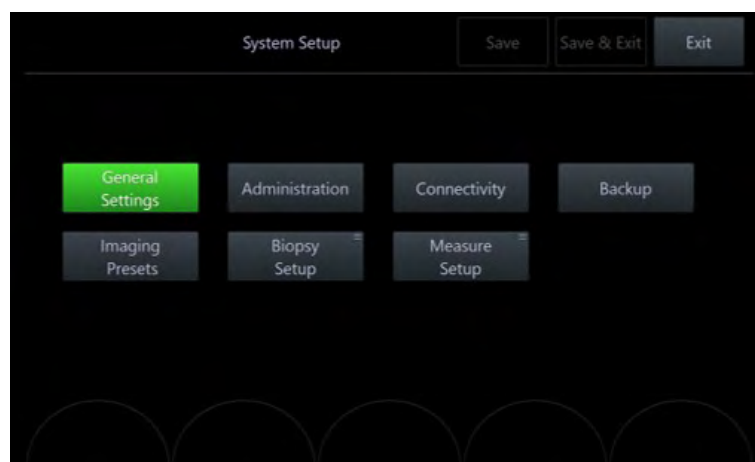 System Setup Save Save & Exit Exit
General Settings Administration Connectivity Backup
Imaging Presets Biopsy Setup Measure Setup